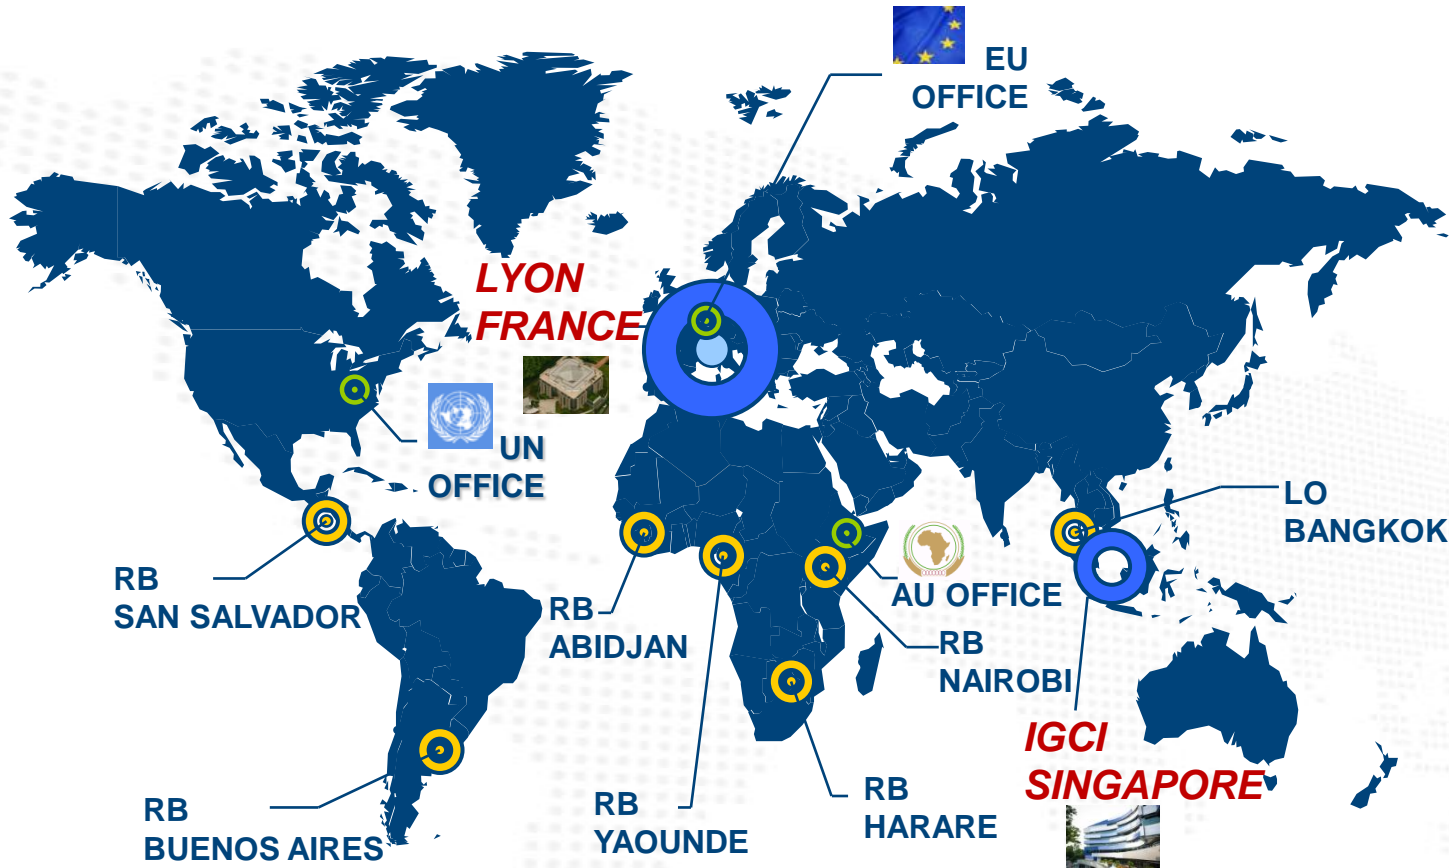 EU
OFFICE
LYON
FRANCE
UN
OFFICE
LO
BANGKOK
RB
SAN SALVADOR
RB
ABIDJAN
AU OFFICE
RB
NAIROBI
IGCI
SINGAPORE
RB
BUENOS AIRES
RB
YAOUNDE
RB
HARARE